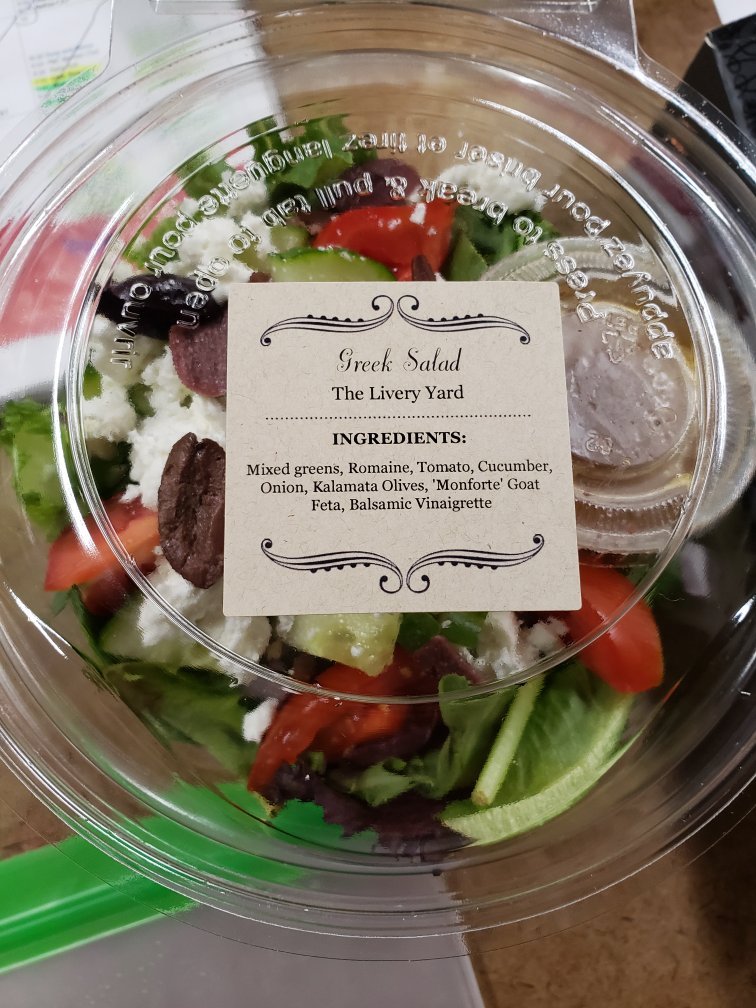 Press to break & pull tab to open
Appuyez pour briser et tirez languette pour ouvrir
Greek Salad
The Livery Yard
INGREDIENTS:
Mixed greens, Romaine, Tomato, Cucumber,
Onion, Kalamata Olives, 'Monforte' Goat
Feta, Balsamic Vinaigrette